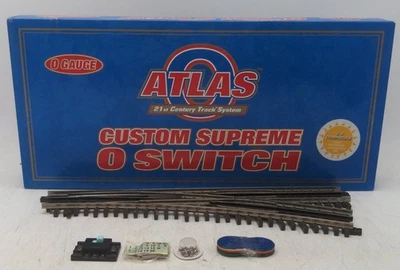 O GAUGE
ATLAS
21st Century Track System
CUSTOM SUPREME
O SWITCH